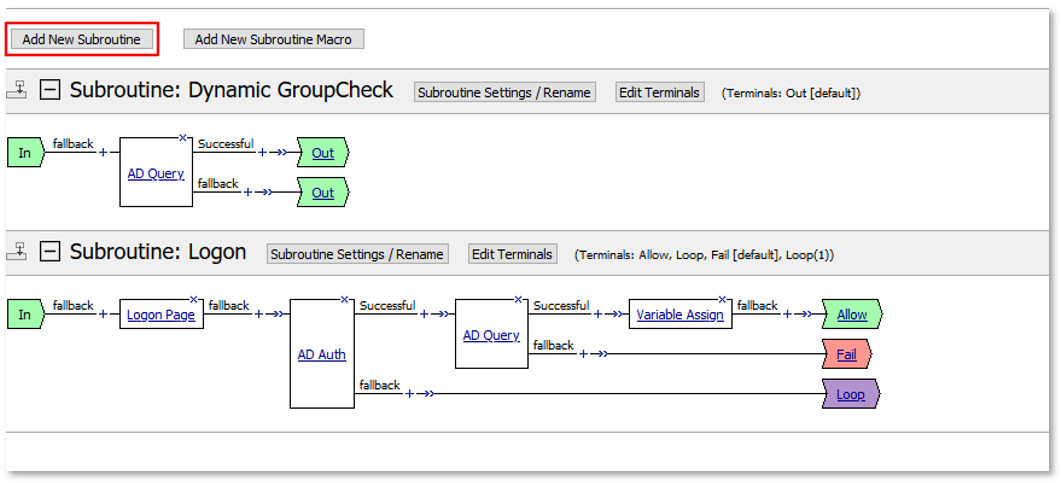 Add New Subroutine Add New Subroutine Macro
Subroutine: Dynamic GroupCheck Subroutine Settings / Rename Edit Terminals (Terminals: Out [default])
In fallback + AD Query × Successful + Out
fallback + Out
Subroutine: Logon Subroutine Settings / Rename Edit Terminals (Terminals: Allow, Loop, Fail [default], Loop(1))
In fallback + Logon Page × fallback + AD Auth × Successful + AD Query × Successful + Variable Assign × fallback + Allow
fallback + Fail
fallback + Loop